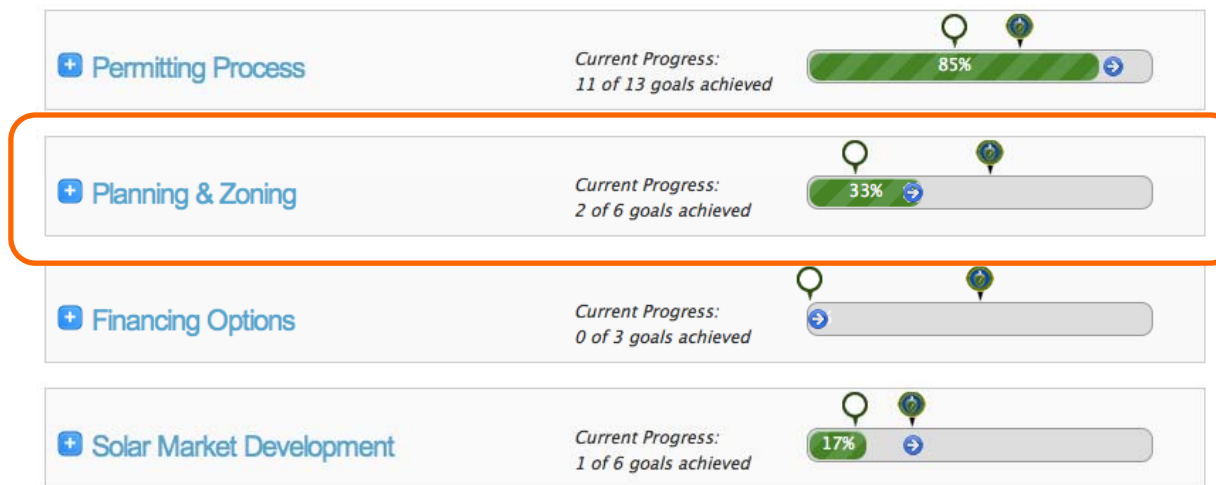 Permitting Process
Current Progress:
11 of 13 goals achieved
85%
Planning & Zoning
Current Progress:
2 of 6 goals achieved
33%
Financing Options
Current Progress:
0 of 3 goals achieved
Solar Market Development
Current Progress:
1 of 6 goals achieved
17%